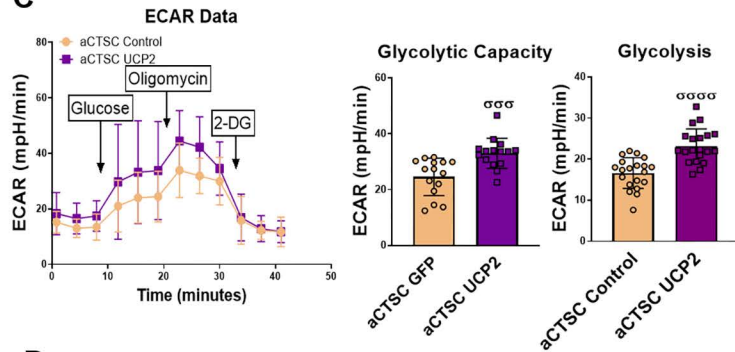 C
ECAR Data
aCTSC Control
aCTSC UCP2
Oligomycin
Glucose
2-DG
ECAR (mpH/min)
80
60
40
20
0
0 10 20 30 40 50
Time (minutes)
Glycolytic Capacity
ECAR (mpH/min)
60
40
20
0
σσσ
aCTSC GFP
aCTSC UCP2
Glycolysis
ECAR (mpH/min)
40
30
20
10
0
σσσσ
aCTSC Control
aCTSC UCP2